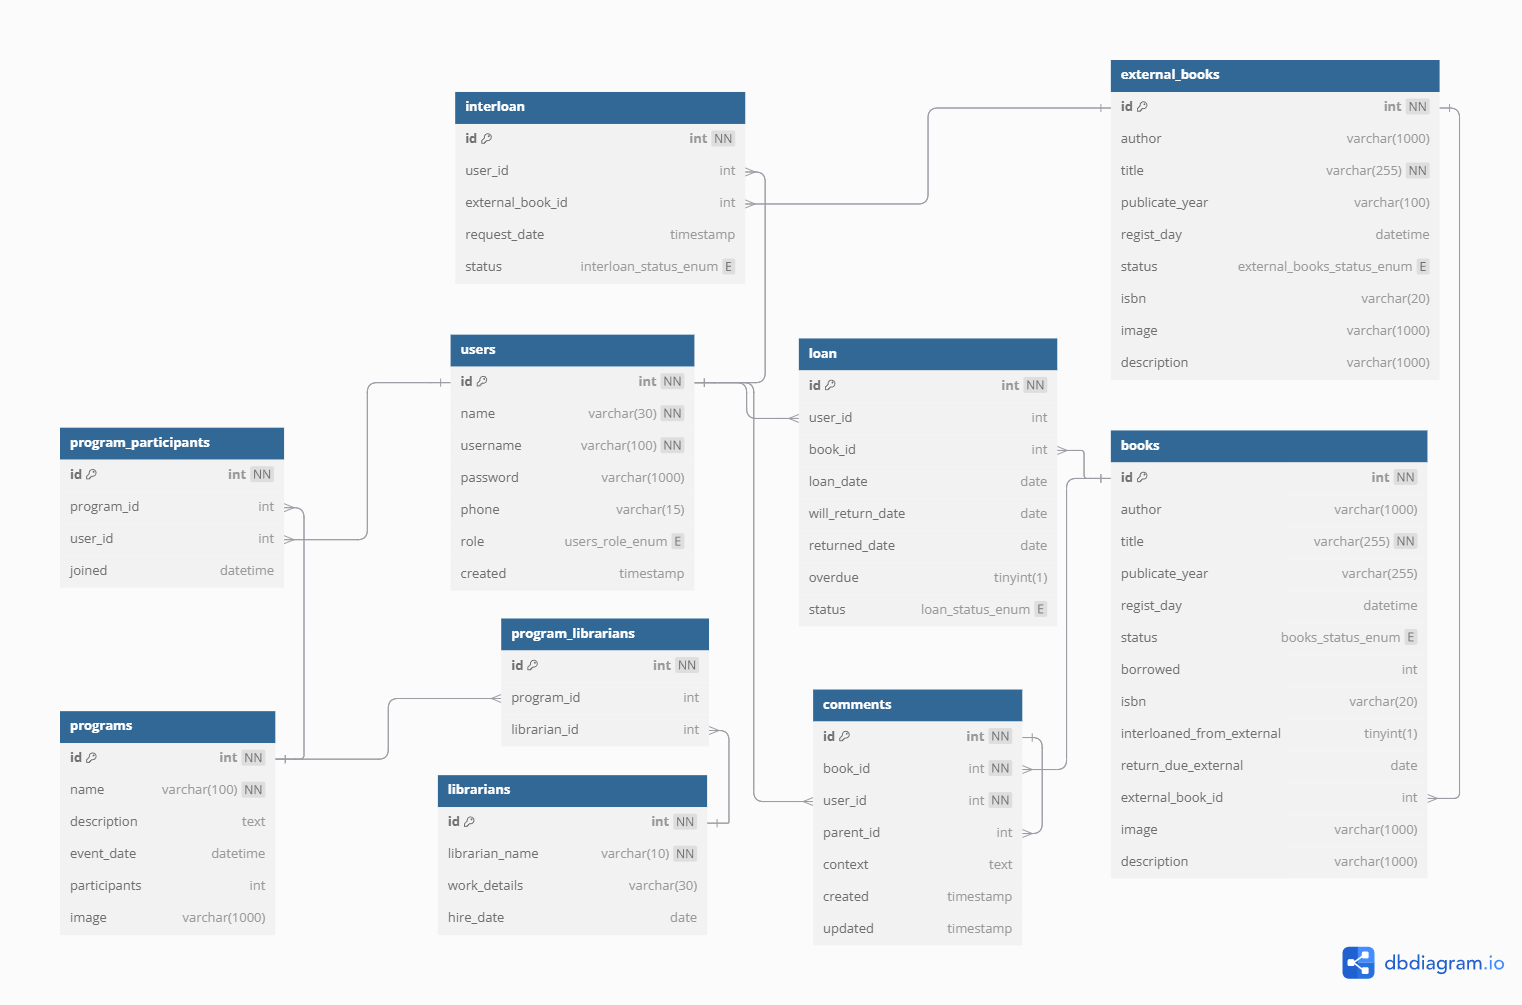 interloan
id int NN
user_id int
external_book_id int
request_date timestamp
status interloan_status_enum E
external_books
id int NN
author varchar(1000)
title varchar(255) NN
publicate_year varchar(100)
regist_day datetime
status external_books_status_enum E
isbn varchar(20)
image varchar(1000)
description varchar(1000)
users
id int NN
name varchar(30) NN
username varchar(100) NN
password varchar(1000)
phone varchar(15)
role users_role_enum E
created timestamp
loan
id int NN
user_id int
book_id int
loan_date date
will_return_date date
returned_date date
overdue tinyint(1)
status loan_status_enum E
program_participants
id int NN
program_id int
user_id int
joined datetime
books
id int NN
author varchar(1000)
title varchar(255) NN
publicate_year varchar(255)
regist_day datetime
status books_status_enum E
borrowed int
isbn varchar(20)
interloaned_from_external tinyint(1)
return_due_external date
external_book_id int
image varchar(1000)
description varchar(1000)
program_librarians
id int NN
program_id int
librarian_id int
programs
id int NN
name varchar(100) NN
description text
event_date datetime
participants int
image varchar(1000)
librarians
id int NN
librarian_name varchar(10) NN
work_details varchar(30)
hire_date date
comments
id int NN
book_id int NN
user_id int NN
parent_id int
context text
created timestamp
updated timestamp
dbdiagram.io